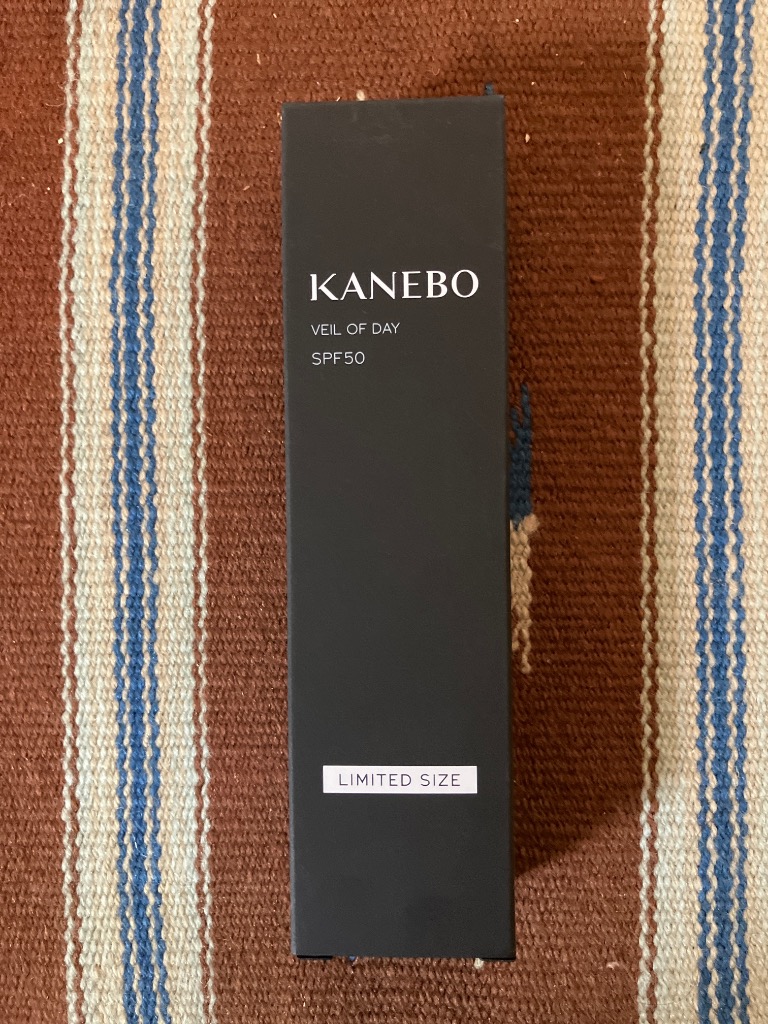 KANEBO
VEIL OF DAY
SPF50
LIMITED SIZE